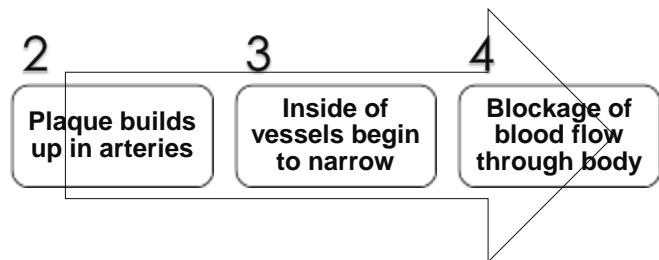 2
Plaque builds
up in arteries
3
Inside of
vessels begin
to narrow
4
Blockage of
blood flow
through body